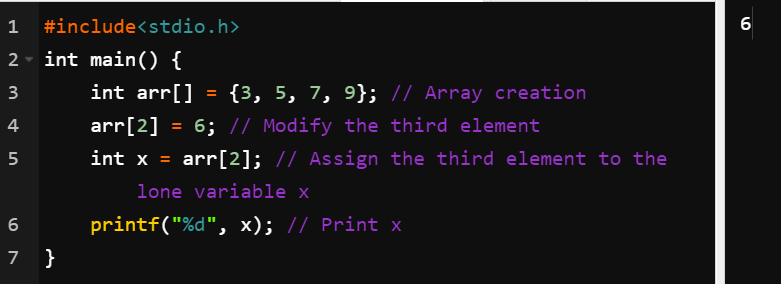 1 #include<stdio.h>
2 int main() {
3 int arr[] = {3, 5, 7, 9}; // Array creation
4 arr[2] = 6; // Modify the third element
5 int x = arr[2]; // Assign the third element to the
lone variable x
6 printf("%d", x); // Print x
7 }
6